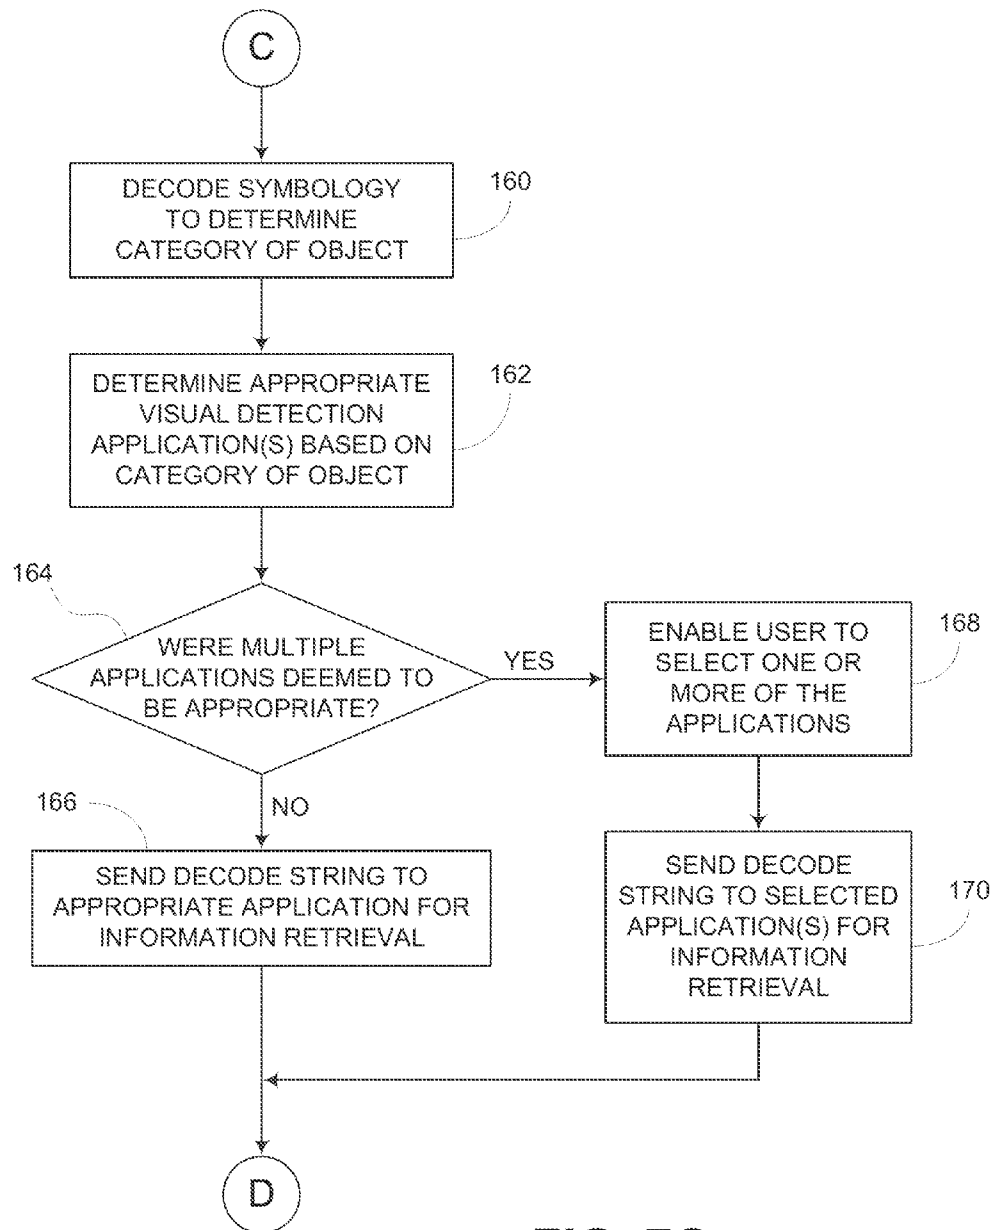 C
DECODE SYMBOLOGY
TO DETERMINE
CATEGORY OF OBJECT
160
DETERMINE APPROPRIATE
VISUAL DETECTION
APPLICATION(S) BASED ON
CATEGORY OF OBJECT
162
164
WERE MULTIPLE
APPLICATIONS DEEMED TO
BE APPROPRIATE?
YES
ENABLE USER TO
SELECT ONE OR
MORE OF THE
APPLICATIONS
168
NO
166
SEND DECODE STRING TO
APPROPRIATE APPLICATION FOR
INFORMATION RETRIEVAL
SEND DECODE
STRING TO SELECTED
APPLICATION(S) FOR
INFORMATION
RETRIEVAL
170
D